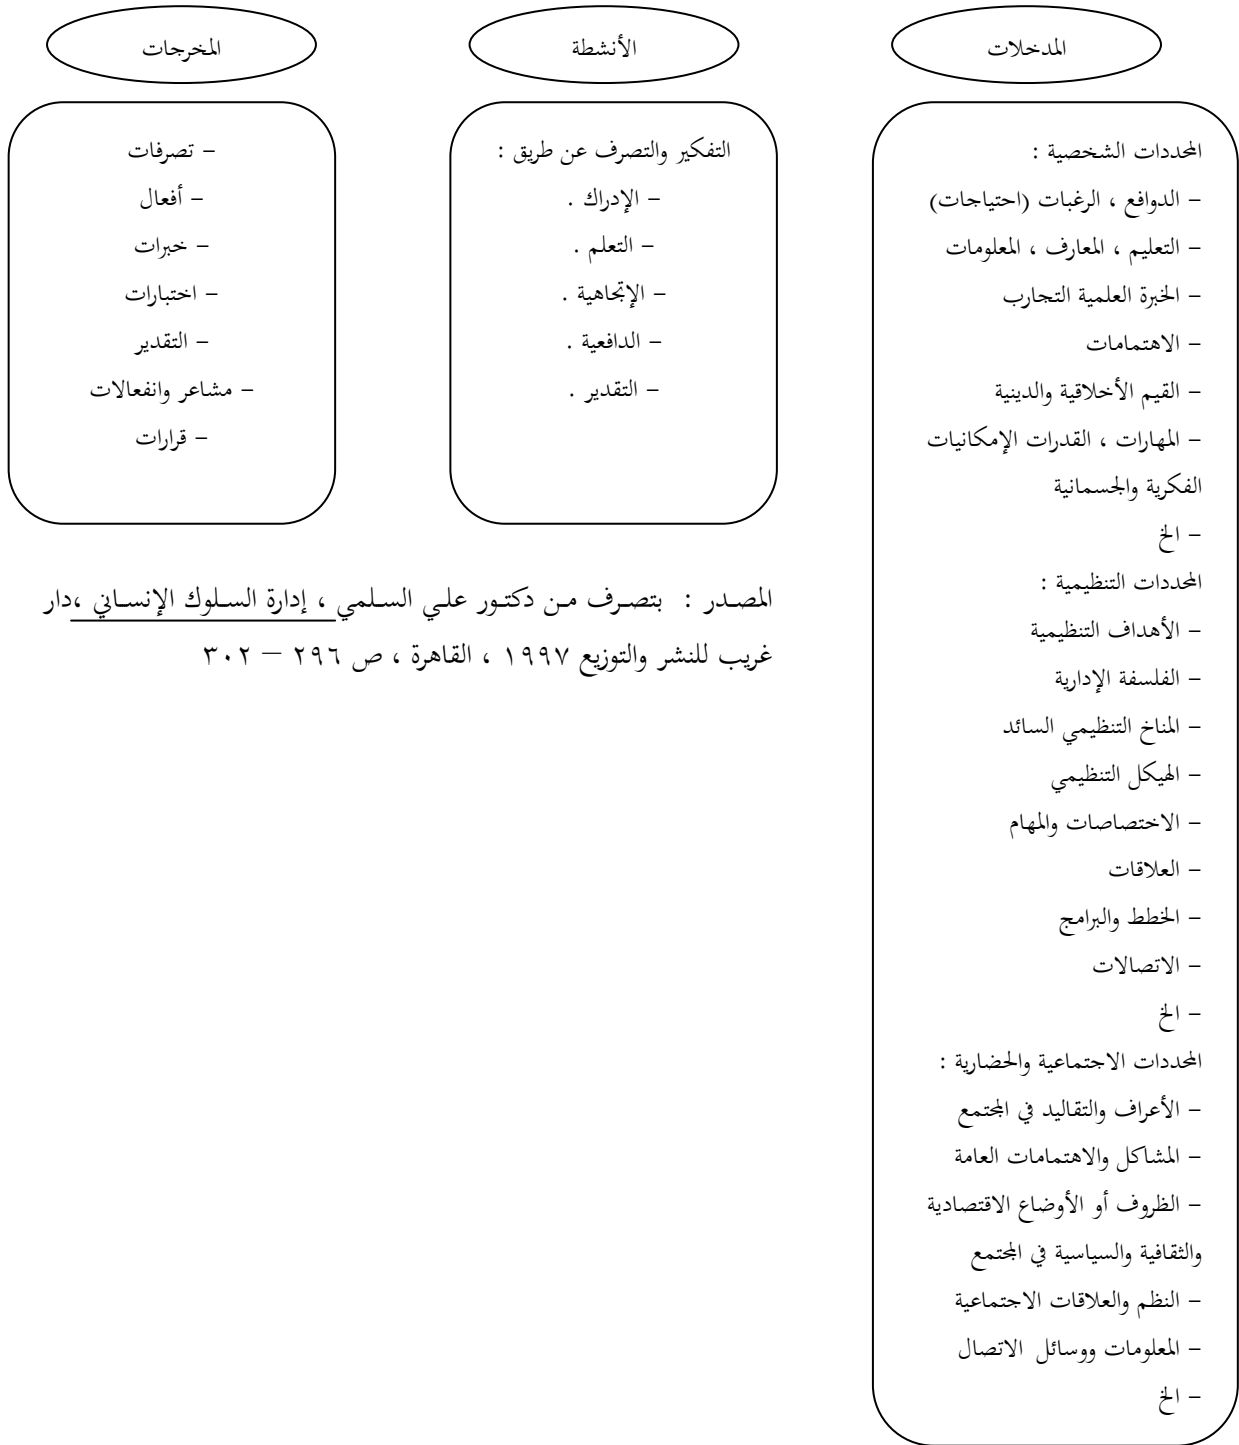 المدخلات
المحددات الشخصية :
– الدوافع ، الرغبات (احتياجات)
– التعليم ، المعارف ، المعلومات
– الخبرة العلمية التجارب
– الاهتمامات
– القيم الأخلاقية والدينية
– المهارات ، القدرات الإمكانيات
الفكرية والجسمانية
– الخ
المحددات التنظيمية :
– الأهداف التنظيمية
– الفلسفة الإدارية
– المناخ التنظيمي السائد
– الهيكل التنظيمي
– الاختصاصات والمهام
– العلاقات
– الخطط والبرامج
– الاتصالات
– الخ
المحددات الاجتماعية والحضارية :
– الأعراف والتقاليد في المجتمع
– المشاكل والاهتمامات العامة
– الظروف أو الأوضاع الاقتصادية
والثقافية والسياسية في المجتمع
– النظم والعلاقات الاجتماعية
– المعلومات ووسائل الاتصال
– الخ
الأنشطة
التفكير والتصرف عن طريق :
– الإدراك .
– التعلم .
– الإتجاهية .
– الدافعية .
– التقدير .
المخرجات
– تصرفات
– أفعال
– خبرات
– اختبارات
– التقدير
– مشاعر وانفعالات
– قرارات
المصدر : بتصرف من دكتور علي السلمي ، إدارة السلوك الإنساني ،دار
غريب للنشر والتوزيع ١٩٩٧ ، القاهرة ، ص ٢٩٦ – ٣٠٢